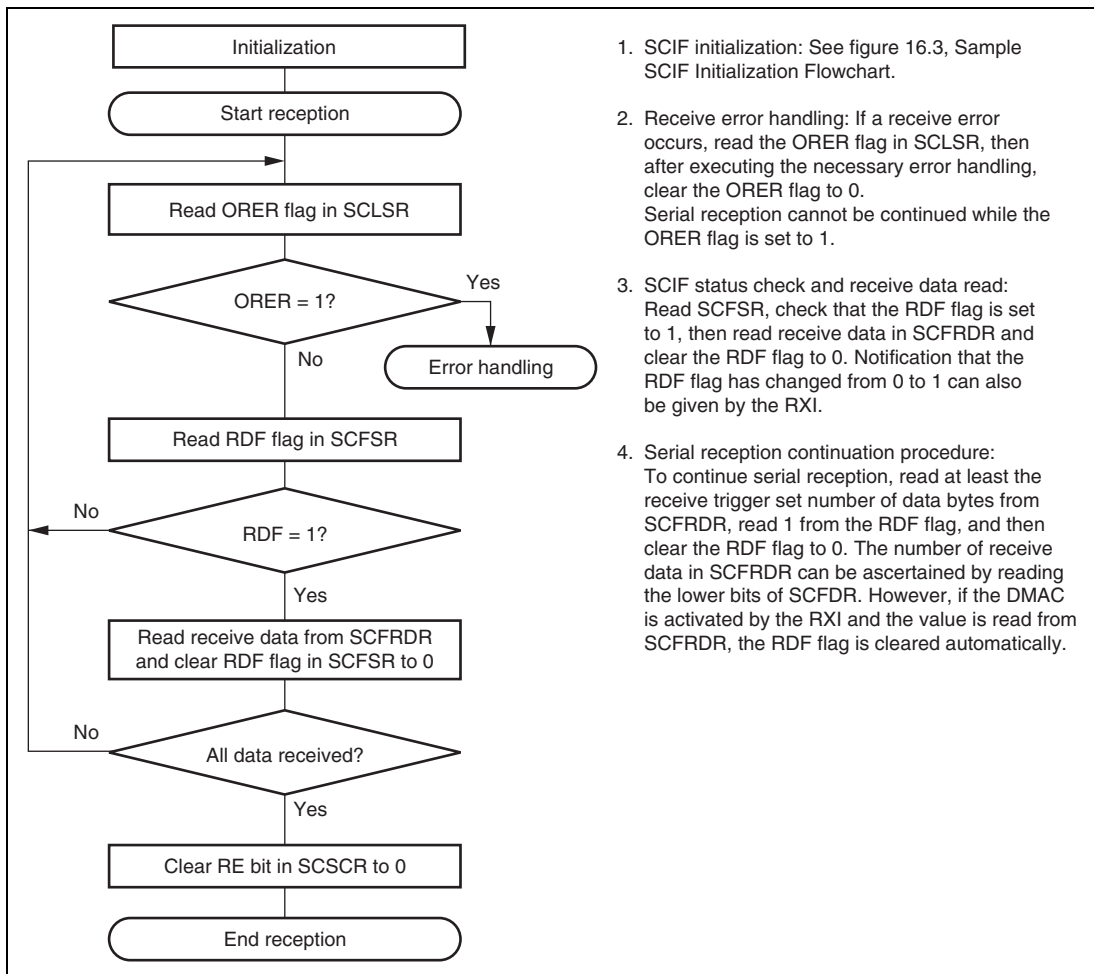 Initialization
Start reception
Read ORER flag in SCLSR
ORER = 1?
Yes
Error handling
No
Read RDF flag in SCFSR
No
RDF = 1?
Yes
Read receive data from SCFRDR
and clear RDF flag in SCFSR to 0
No
All data received?
Yes
Clear RE bit in SCSCR to 0
End reception
1. SCIF initialization: See figure 16.3, Sample
SCIF Initialization Flowchart.
2. Receive error handling: If a receive error
occurs, read the ORER flag in SCLSR, then
after executing the necessary error handling,
clear the ORER flag to 0.
Serial reception cannot be continued while the
ORER flag is set to 1.
3. SCIF status check and receive data read:
Read SCFSR, check that the RDF flag is set
to 1, then read receive data in SCFRDR and
clear the RDF flag to 0. Notification that the
RDF flag has changed from 0 to 1 can also
be given by the RXI.
4. Serial reception continuation procedure:
To continue serial reception, read at least the
receive trigger set number of data bytes from
SCFRDR, read 1 from the RDF flag, and then
clear the RDF flag to 0. The number of receive
data in SCFRDR can be ascertained by reading
the lower bits of SCFDR. However, if the DMAC
is activated by the RXI and the value is read from
SCFRDR, the RDF flag is cleared automatically.